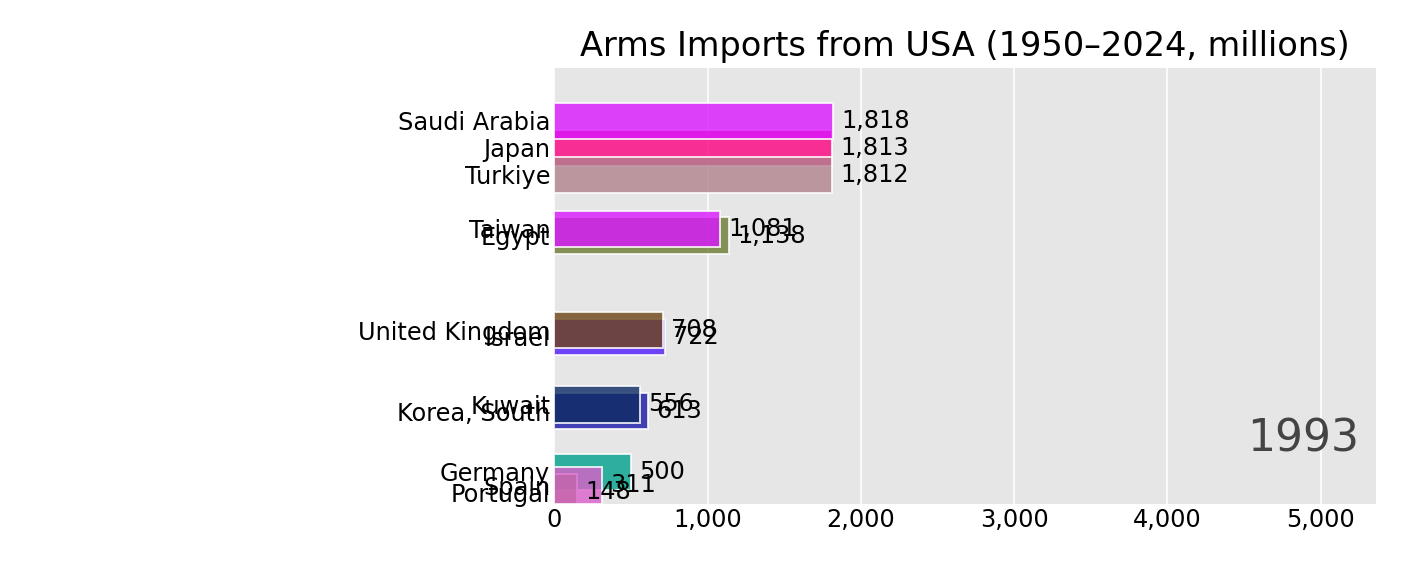 Arms Imports from USA (1950–2024, millions)
Saudi Arabia 1,818
Japan 1,813
Turkiye 1,812
Taiwan 1,081
Egypt 1,138
United Kingdom 708
Israel 722
Kuwait 556
Korea, South 613
1993
Germany 500
Spain 311
Portugal 148
0 1,000 2,000 3,000 4,000 5,000